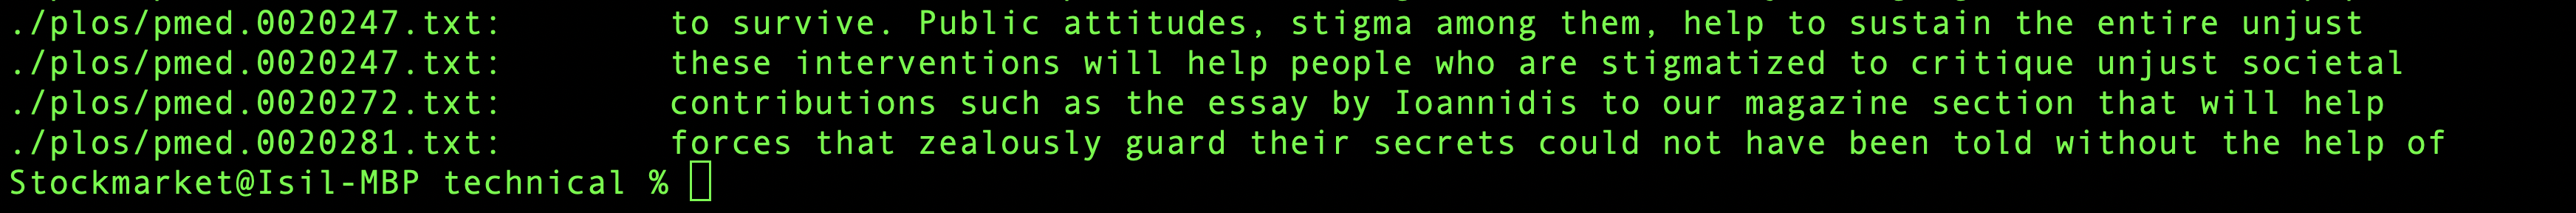 ./plos/pmed.0020247.txt:        to survive. Public attitudes, stigma among them, help to sustain the entire unjust
./plos/pmed.0020247.txt:        these interventions will help people who are stigmatized to critique unjust societal
./plos/pmed.0020272.txt:        contributions such as the essay by Ioannidis to our magazine section that will help
./plos/pmed.0020281.txt:        forces that zealously guard their secrets could not have been told without the help of
Stockmarket@Isil-MBP technical %